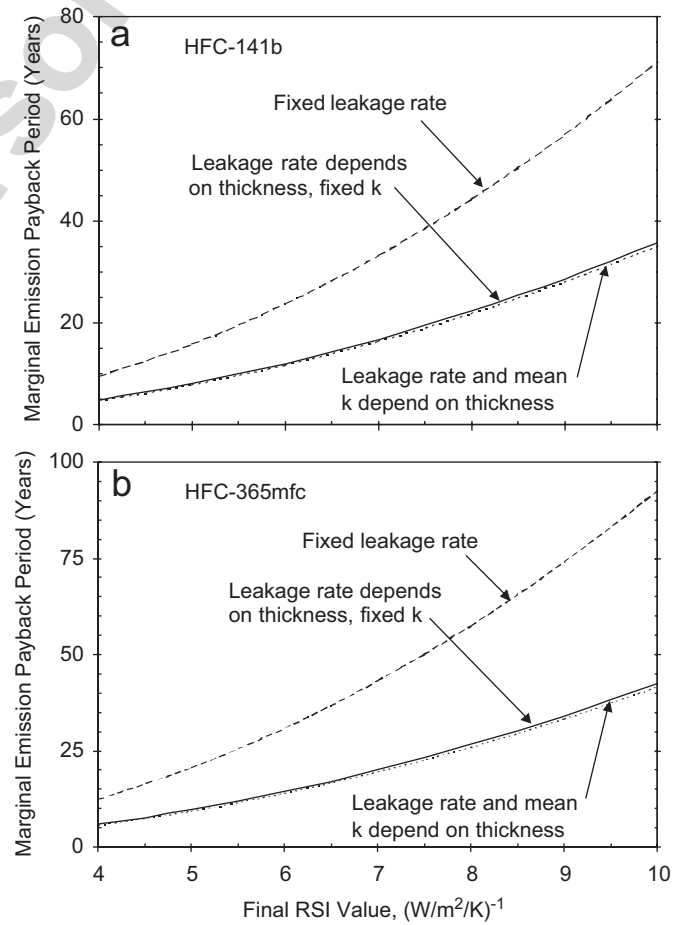 a
HFC-141b
Marginal Emission Payback Period (Years)
80
60
40
20
0
Fixed leakage rate
Leakage rate depends
on thickness, fixed k
Leakage rate and mean
k depend on thickness
b
HFC-365mfc
Marginal Emission Payback Period (Years)
100
75
50
25
0
Fixed leakage rate
Leakage rate depends
on thickness, fixed k
Leakage rate and mean
k depend on thickness
4 5 6 7 8 9 10
Final RSI Value, (W/m²/K)⁻¹